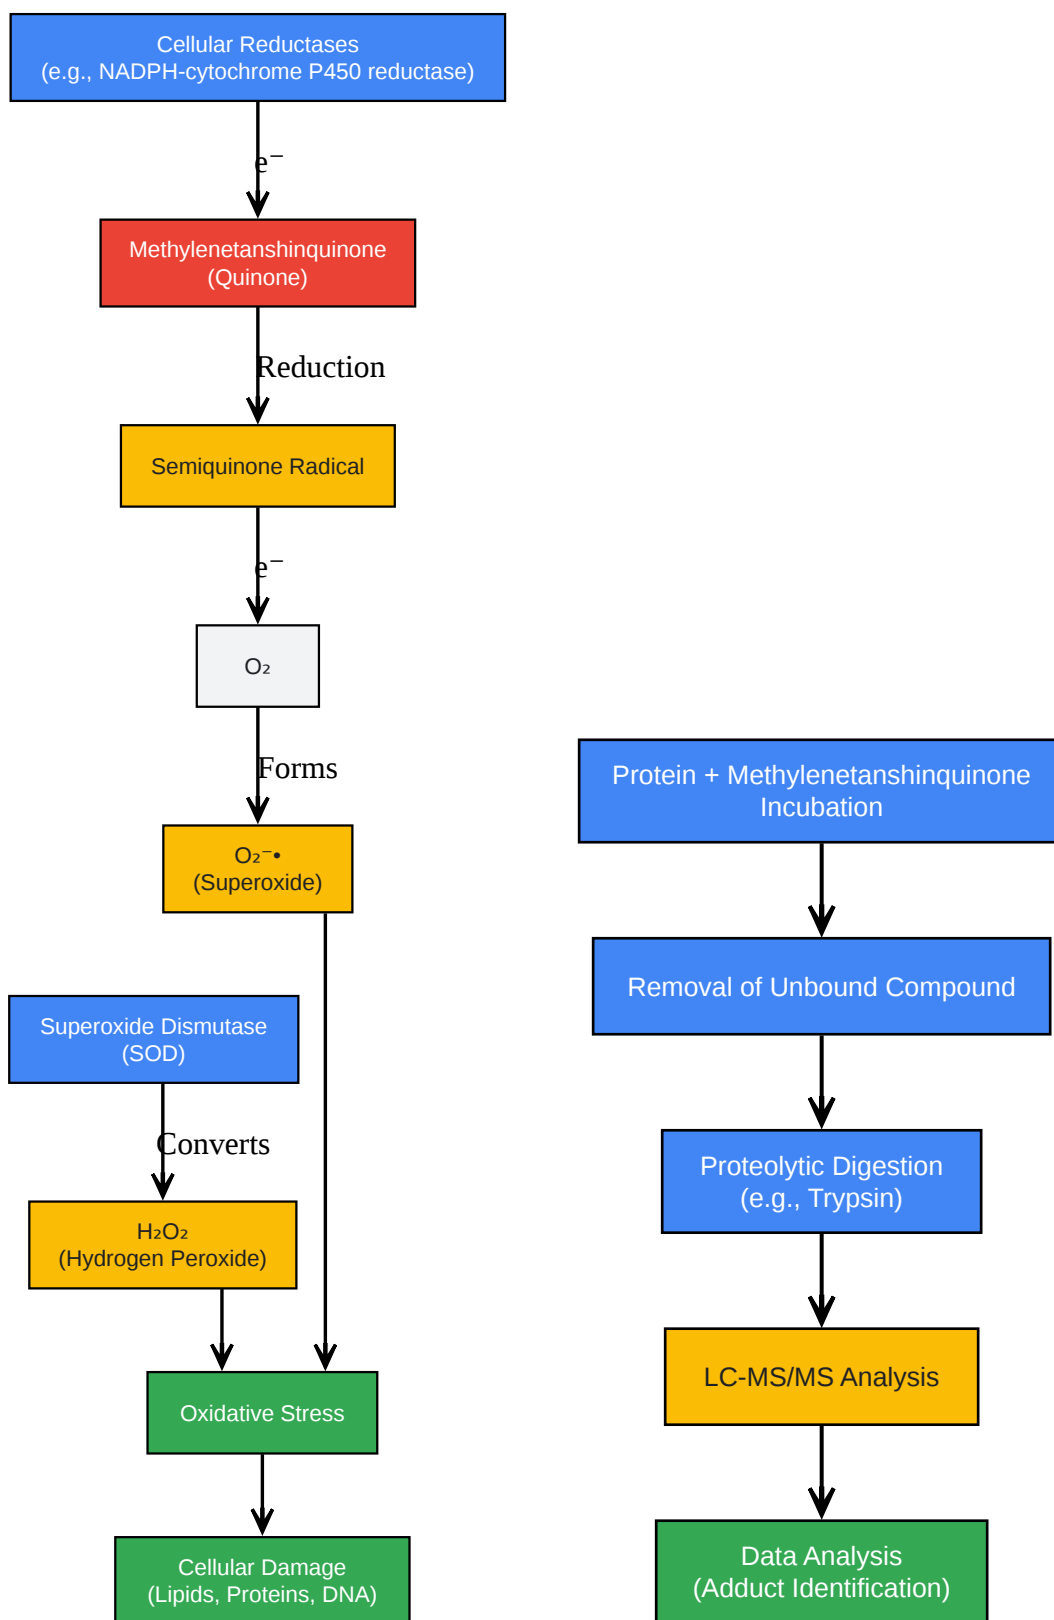 Cellular Reductases
(e.g., NADPH-cytochrome P450 reductase)
e⁻
Methylenetanshinquinone
(Quinone)
Reduction
Semiquinone Radical
e⁻
O₂
Forms
O₂⁻•
(Superoxide)
Superoxide Dismutase
(SOD)
Converts
H₂O₂
(Hydrogen Peroxide)
Oxidative Stress
Cellular Damage
(Lipids, Proteins, DNA)
Protein + Methylenetanshinquinone
Incubation
Removal of Unbound Compound
Proteolytic Digestion
(e.g., Trypsin)
LC-MS/MS Analysis
Data Analysis
(Adduct Identification)